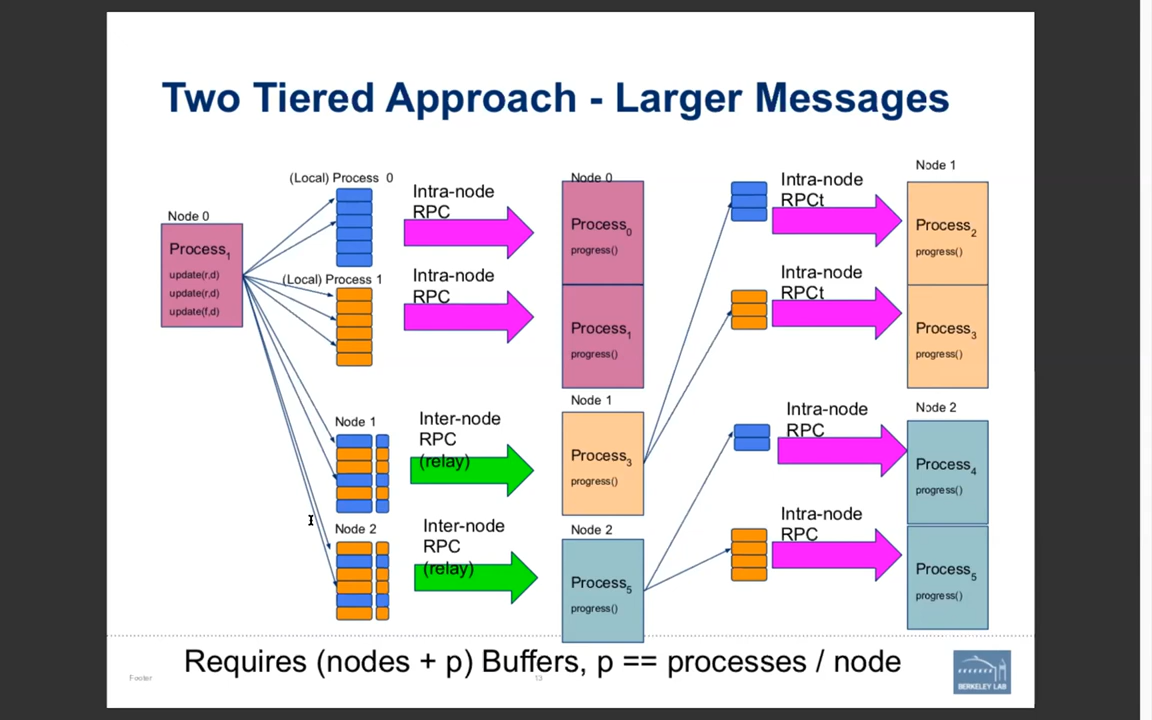 Two Tiered Approach - Larger Messages
Node 0
Process1
update(r,d)
update(r,d)
update(f,d)
(Local) Process 0
(Local) Process 1
Node 1
Node 2
Intra-node
RPC
Intra-node
RPC
Inter-node
RPC
(relay)
Inter-node
RPC
(relay)
Node 0
Process0
progress()
Process1
progress()
Node 1
Process3
progress()
Node 2
Process5
progress()
Intra-node
RPCt
Intra-node
RPCt
Intra-node
RPC
Intra-node
RPC
Node 1
Process2
progress()
Process3
progress()
Node 2
Process4
progress()
Process5
progress()
Requires (nodes + p) Buffers, p == processes / node
Footer
13
BERKELEY LAB